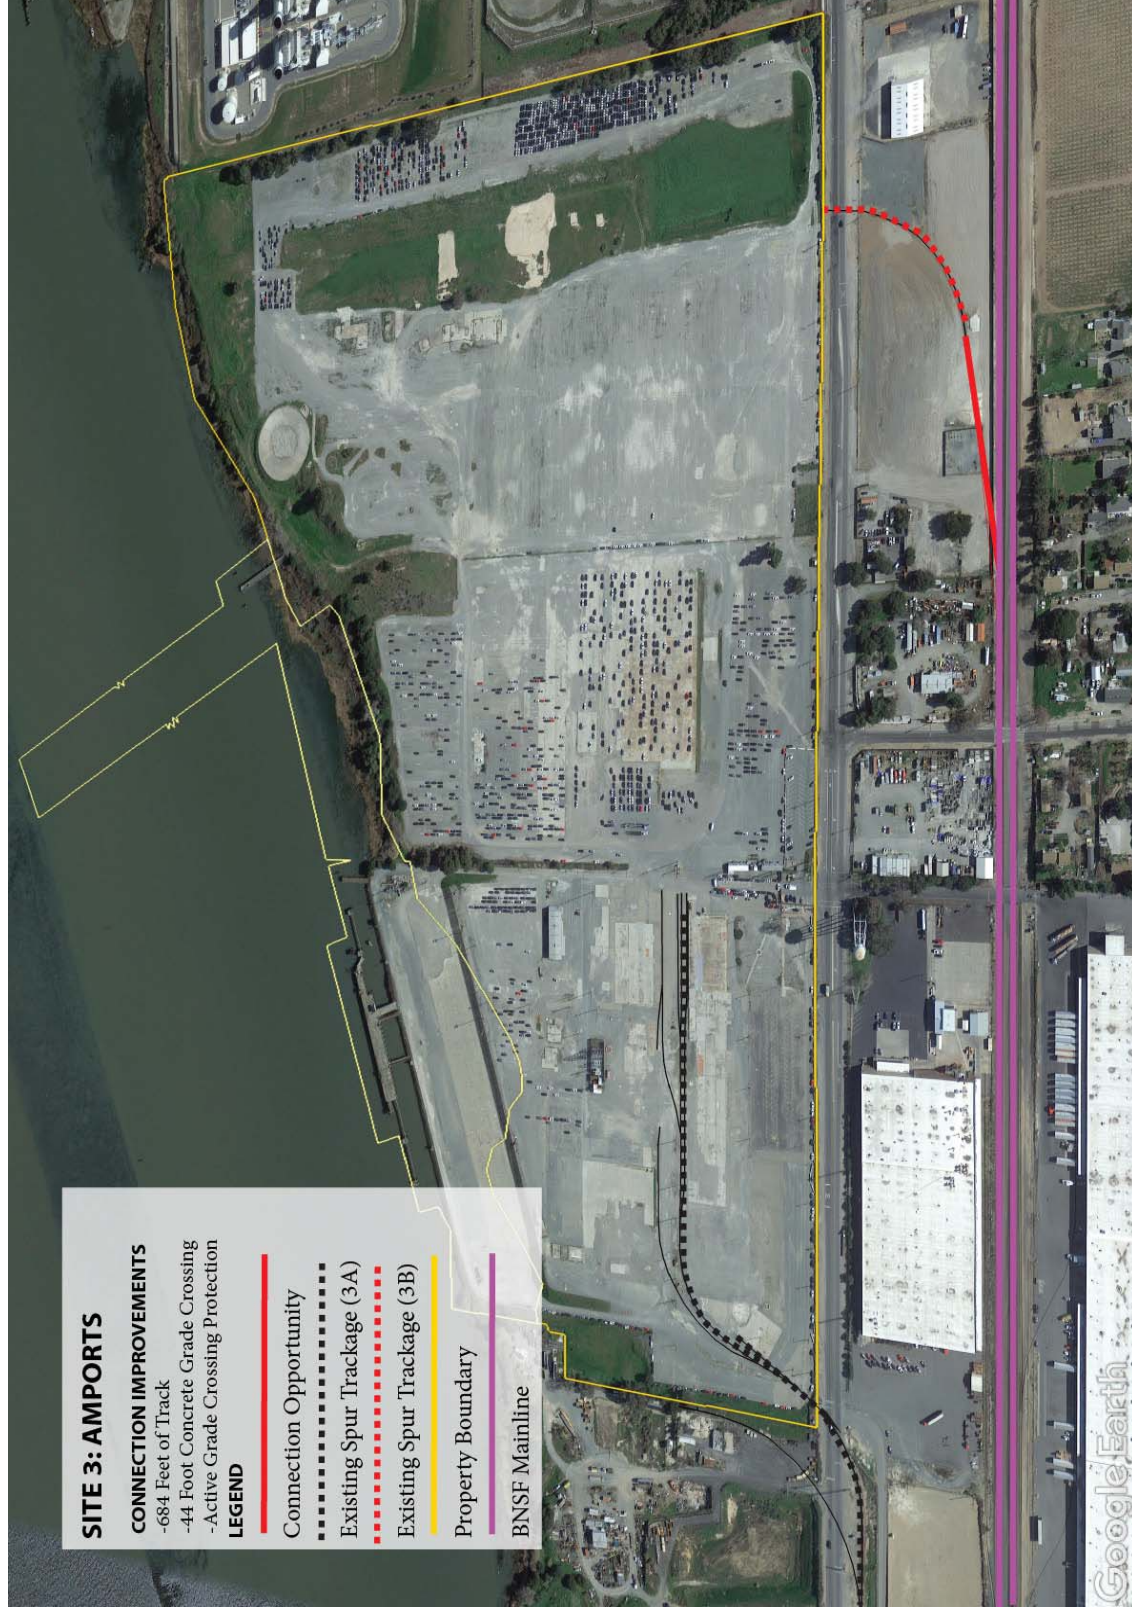 SITE 3: AMPORTS
CONNECTION IMPROVEMENTS
-684 Feet of Track
-44 Foot Concrete Grade Crossing
-Active Grade Crossing Protection
LEGEND
Connection Opportunity
Existing Spur Trackage (3A)
Existing Spur Trackage (3B)
Property Boundary
BNSF Mainline
Google Earth